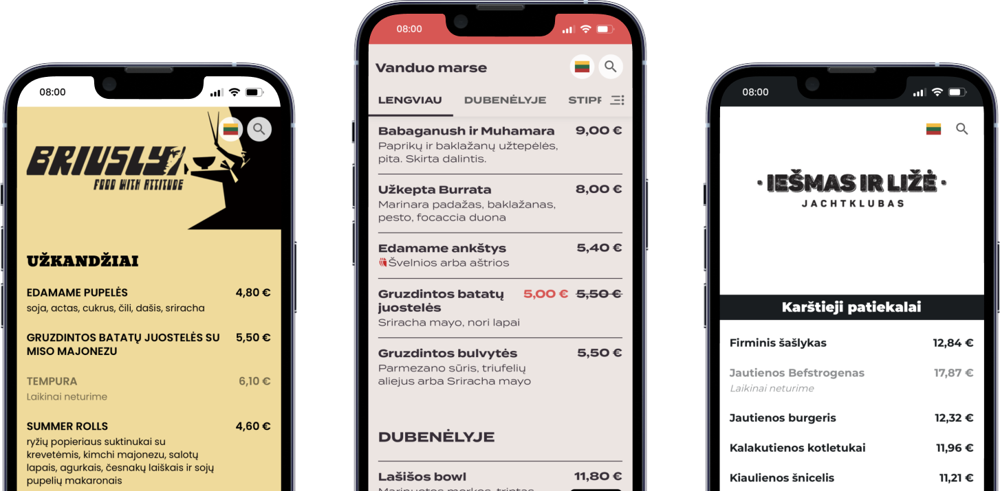 08:00
BRIUSLY
FOOD WITH ATTITUDE
UŽKANDŽIAI
EDAMAME PUPELĖS 4,80 €
soja, actas, cukrus, čili, dašis, sriracha
GRUZDINTOS BATATŲ JUOSTELĖS SU 5,50 €
MISO MAJONEZU
TEMPURA 6,10 €
Laikinai neturime
SUMMER ROLLS 4,60 €
ryžių popieriaus suktinukai su
krevetėmis, kimchi majonezu, salotų
lapais, agurkais, česnakų laiškais ir sojų
pupelių makaronais
08:00
Vanduo marse
LENGVIAU DUBENĖLYJE STIPR
Babaganush ir Muhamara 9,00 €
Paprikų ir baklažanų užtepėlės,
pita. Skirta dalintis.
Užkepta Burrata 8,00 €
Marinara padažas, baklažanas,
pesto, focaccia duona
Edamame ankštys 5,40 €
Švelnios arba aštrios
Gruzdintos batatų 5,00 € 5,50 €
juostelės
Sriracha mayo, nori lapai
Gruzdintos bulvytės 5,50 €
Parmezano sūris, triufelių
aliejus arba Sriracha mayo
DUBENĖLYJE
Lašišos bowl 11,80 €
08:00
· IEŠMAS IR LIŽĖ ·
JACHTKLUBAS
Karštieji patiekalai
Firminis šašlykas 12,84 €
Jautienos Befstrogenas 17,87 €
Laikinai neturime
Jautienos burgeris 12,32 €
Kalakutienos kotletukai 11,96 €
Kiaulienos šnicelis 11,21 €